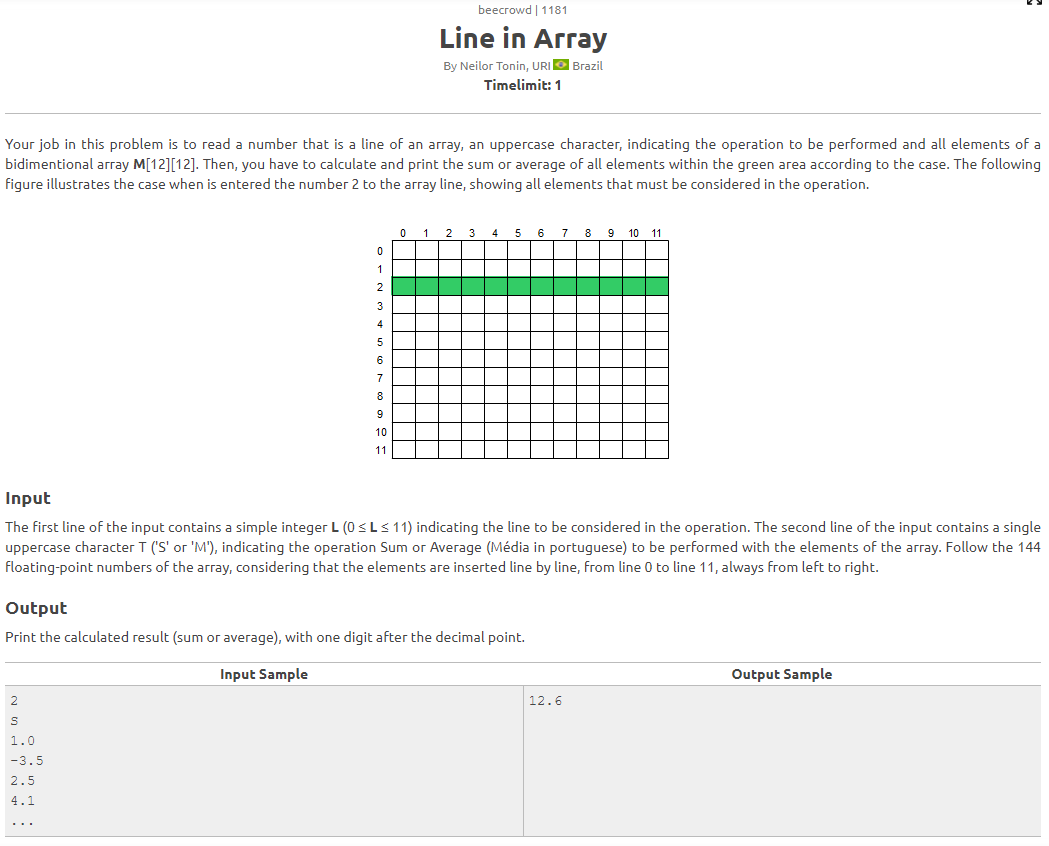 beecrowd | 1181
Line in Array
By Neilor Tonin, URI Brazil
Timelimit: 1
Your job in this problem is to read a number that is a line of an array, an uppercase character, indicating the operation to be performed and all elements of a
bidimentional array M[12][12]. Then, you have to calculate and print the sum or average of all elements within the green area according to the case. The following
figure illustrates the case when is entered the number 2 to the array line, showing all elements that must be considered in the operation.
0 1 2 3 4 5 6 7 8 9 10 11
0
1
2
3
4
5
6
7
8
9
10
11
Input
The first line of the input contains a simple integer L (0 ≤ L ≤ 11) indicating the line to be considered in the operation. The second line of the input contains a single
uppercase character T ('S' or 'M'), indicating the operation Sum or Average (Média in portuguese) to be performed with the elements of the array. Follow the 144
floating-point numbers of the array, considering that the elements are inserted line by line, from line 0 to line 11, always from left to right.
Output
Print the calculated result (sum or average), with one digit after the decimal point.
Input Sample Output Sample
2 12.6
S
1.0
-3.5
2.5
4.1
...